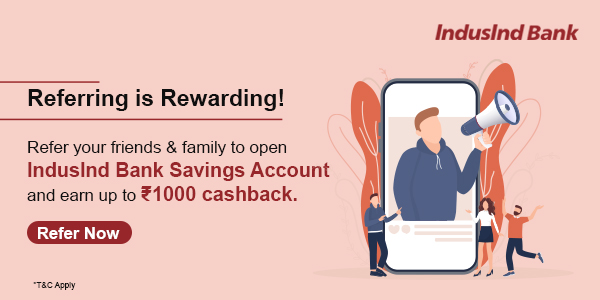 IndusInd Bank
Referring is Rewarding!
Refer your friends & family to open
IndusInd Bank Savings Account
and earn up to ₹1000 cashback.
Refer Now
*T&C Apply